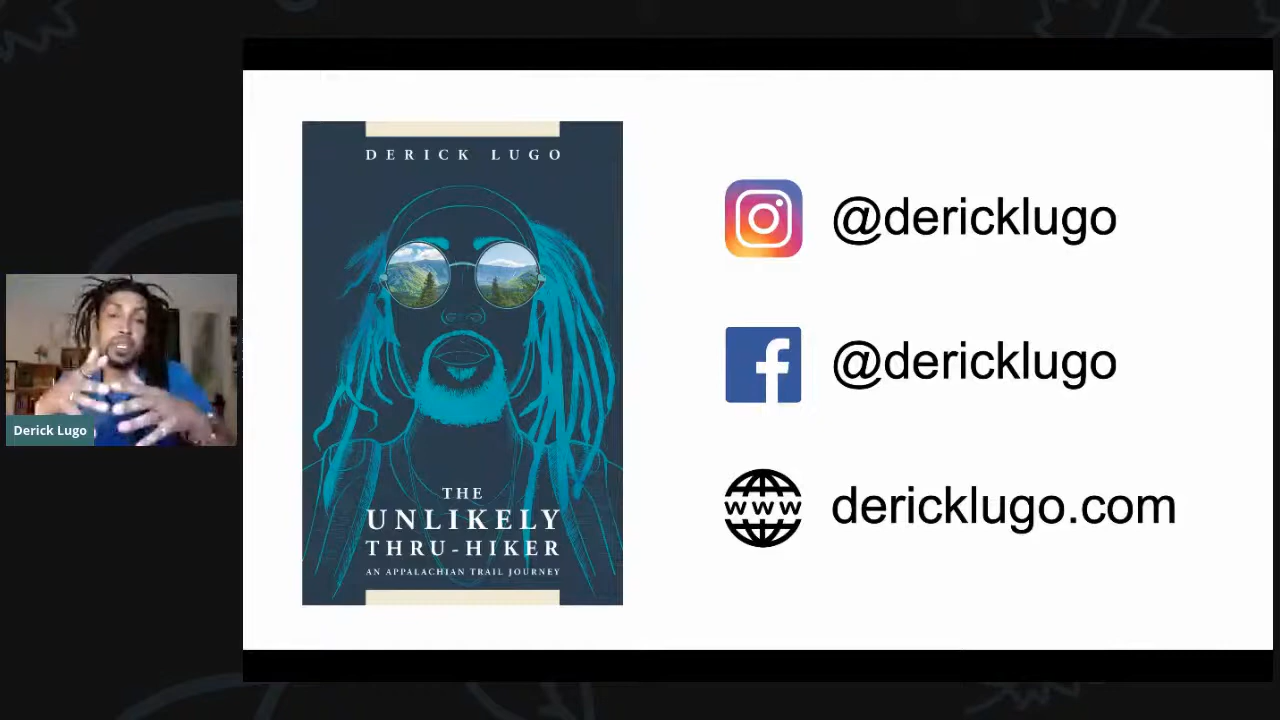 DERICK LUGO
THE
UNLIKELY
THRU-HIKER
AN APPALACHIAN TRAIL JOURNEY
@dericklugo
@dericklugo
www
dericklugo.com
Derick Lugo